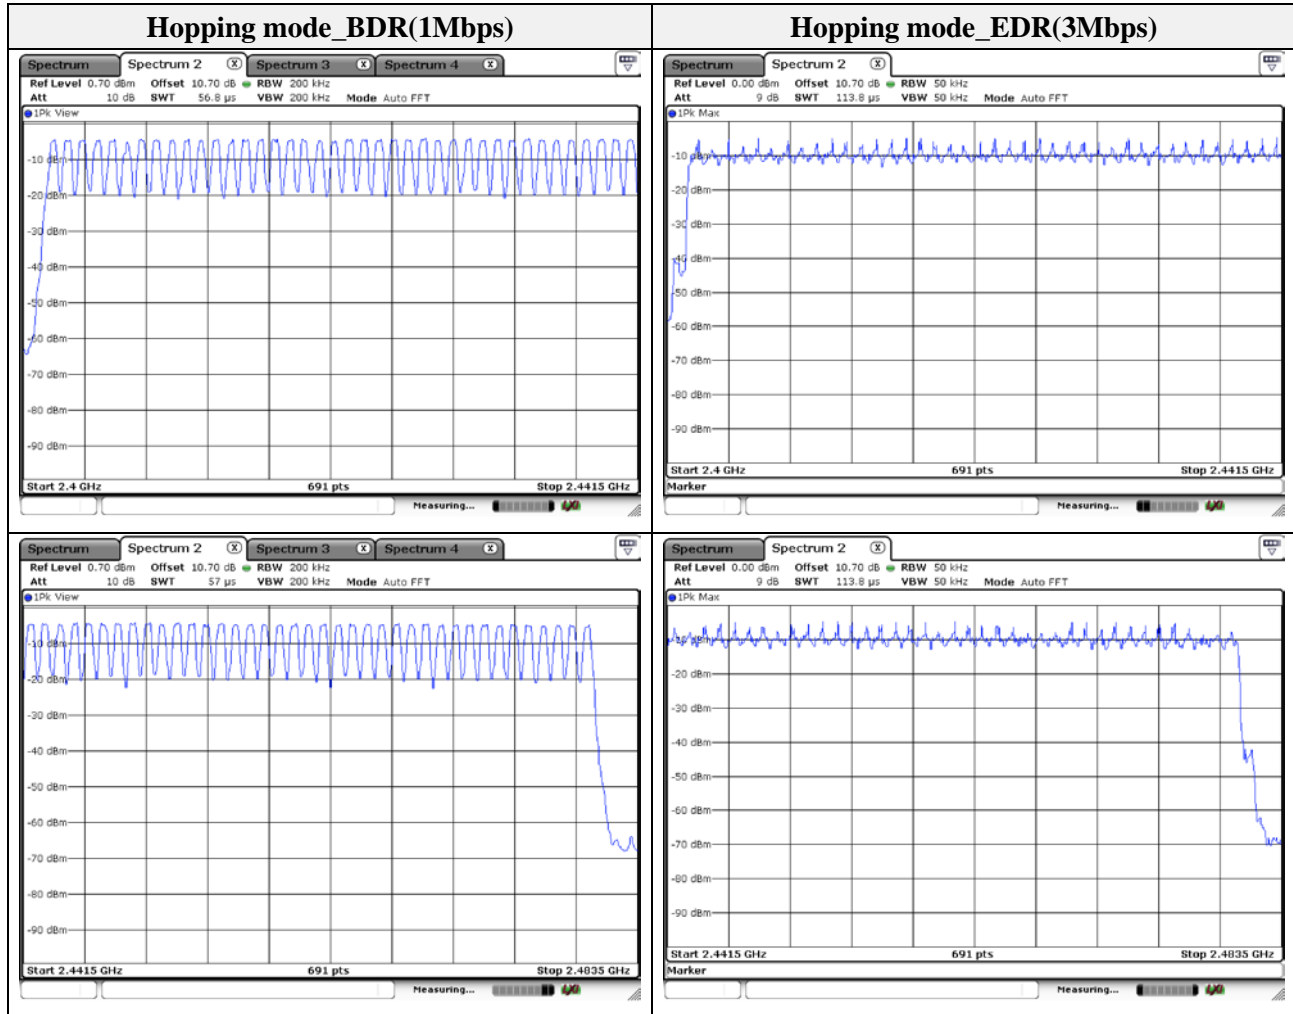 Hopping mode_BDR(1Mbps)
Hopping mode_EDR(3Mbps)
Spectrum Spectrum 2 X Spectrum 3 X Spectrum 4 X
Ref Level 0.70 dBm Offset 10.70 dB RBW 200 kHz
Att 10 dB SWT 56.8 µs VBW 200 kHz Mode Auto FFT
1Pk View
-10 dBm
-20 dBm
-30 dBm
-40 dBm
-50 dBm
-60 dBm
-70 dBm
-80 dBm
-90 dBm
Start 2.4 GHz 691 pts Stop 2.4415 GHz
Measuring...
Spectrum Spectrum 2 X
Ref Level 0.00 dBm Offset 10.70 dB RBW 50 kHz
Att 9 dB SWT 113.8 µs VBW 50 kHz Mode Auto FFT
1Pk Max
-10 dBm
-20 dBm
-30 dBm
-40 dBm
-50 dBm
-60 dBm
-70 dBm
-80 dBm
-90 dBm
Start 2.4 GHz 691 pts Stop 2.4415 GHz
Marker
Measuring...
Spectrum Spectrum 2 X Spectrum 3 X Spectrum 4 X
Ref Level 0.70 dBm Offset 10.70 dB RBW 200 kHz
Att 10 dB SWT 57 µs VBW 200 kHz Mode Auto FFT
1Pk View
-10 dBm
-20 dBm
-30 dBm
-40 dBm
-50 dBm
-60 dBm
-70 dBm
-80 dBm
-90 dBm
Start 2.4415 GHz 691 pts Stop 2.4835 GHz
Measuring...
Spectrum Spectrum 2 X
Ref Level 0.00 dBm Offset 10.70 dB RBW 50 kHz
Att 9 dB SWT 113.8 µs VBW 50 kHz Mode Auto FFT
1Pk Max
-10 dBm
-20 dBm
-30 dBm
-40 dBm
-50 dBm
-60 dBm
-70 dBm
-80 dBm
-90 dBm
Start 2.4415 GHz 691 pts Stop 2.4835 GHz
Marker
Measuring...